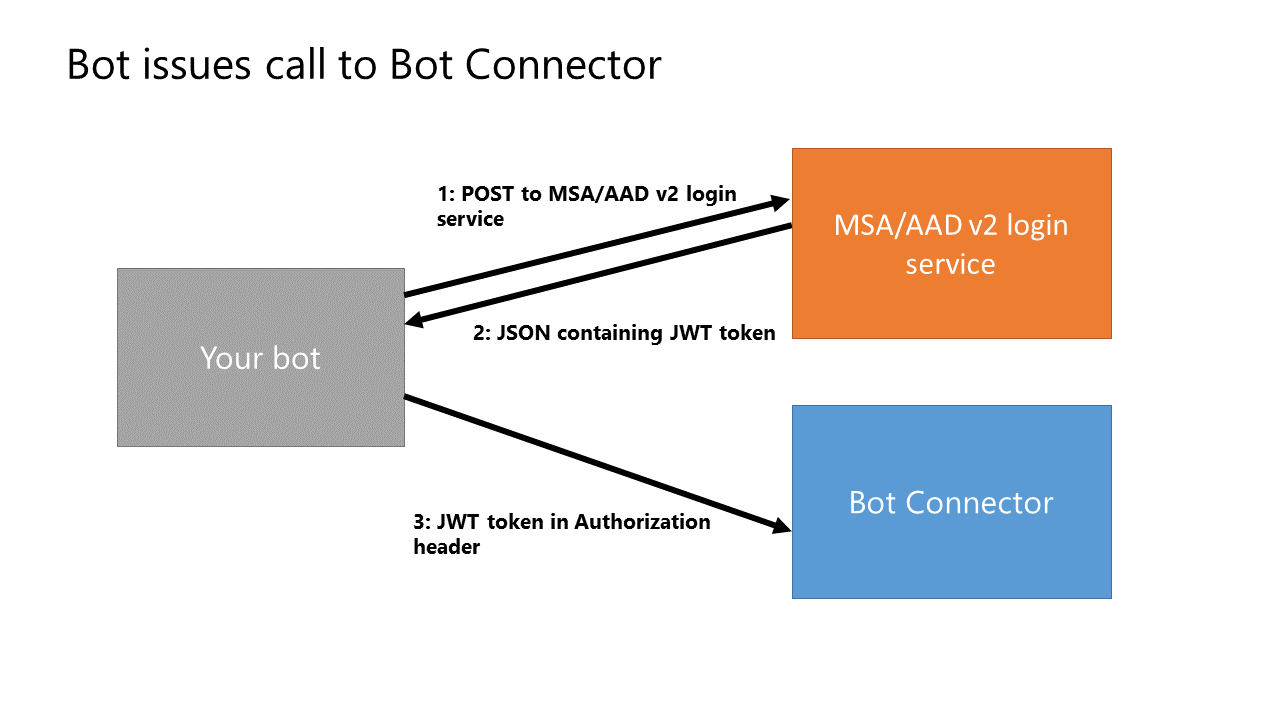 Bot issues call to Bot Connector
1: POST to MSA/AAD v2 login
service
MSA/AAD v2 login
service
2: JSON containing JWT token
Your bot
Bot Connector
3: JWT token in Authorization
header